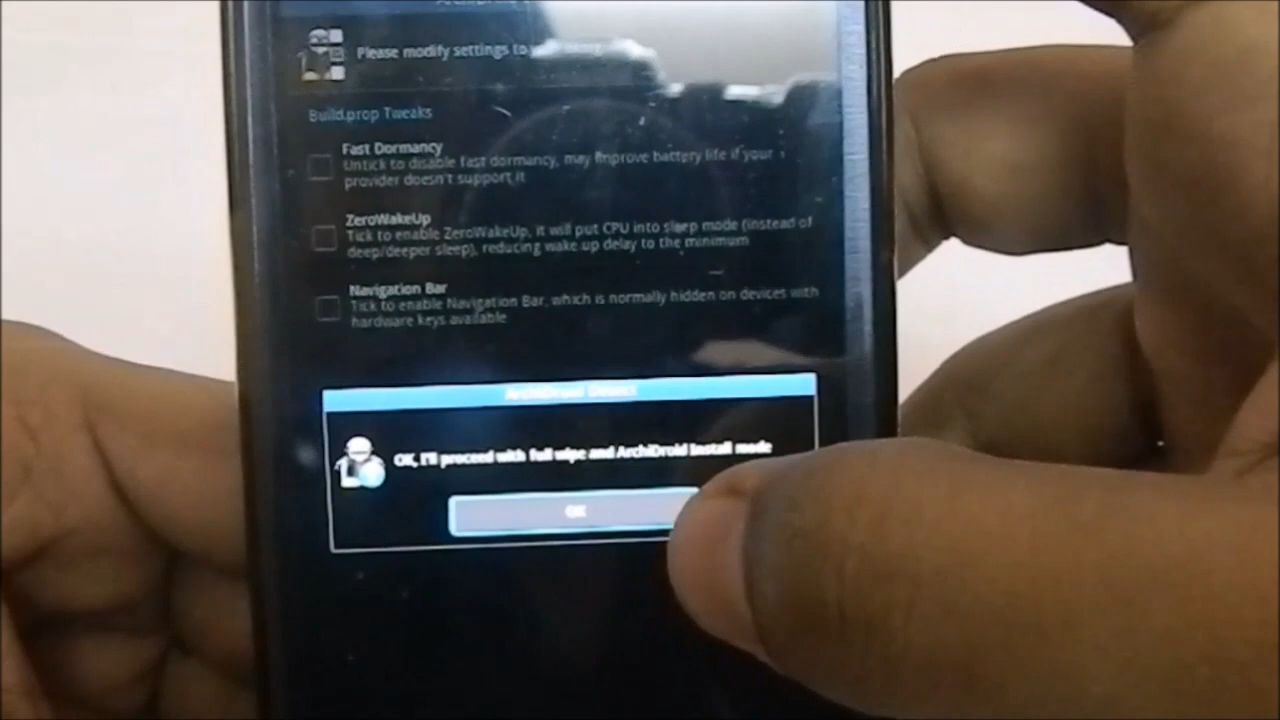 Please modify settings to
Build.prop Tweaks
Fast Dormancy
Untick to disable fast dormancy, may improve battery life if your
provider doesn't support it
ZeroWakeUp
Tick to enable ZeroWakeUp, it will put CPU into sleep mode (instead of
deep/deeper sleep), reducing wake up delay to the minimum
Navigation Bar
Tick to enable Navigation Bar, which is normally hidden on devices with
hardware keys available
OK, I'll proceed with full wipe and ArchiDroid Install mode
OK